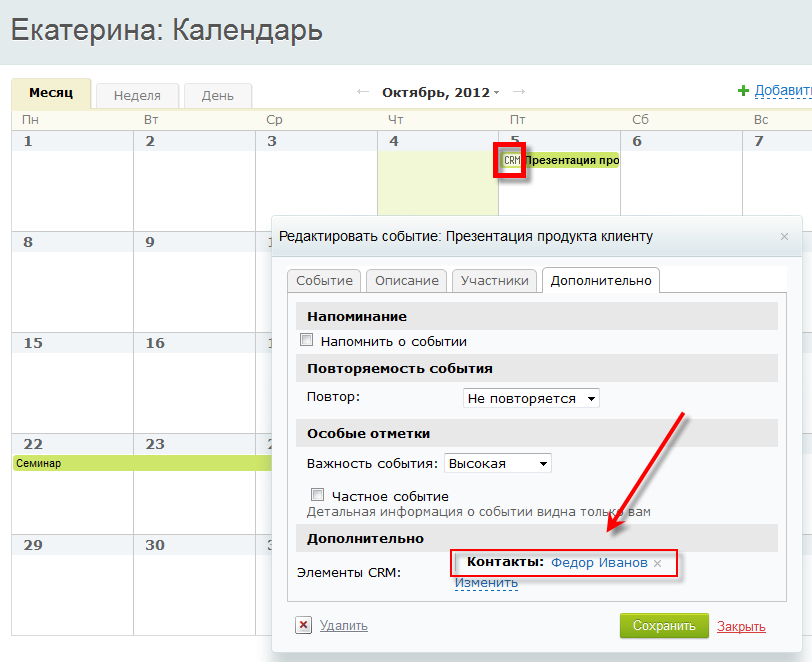 Екатерина: Календарь
Месяц Неделя День ← Октябрь, 2012 → + Добавит
Пн Вт Ср Чт Пт Сб Вс
1 2 3 4 5 6 7
CRM Презентация про
8 9 1
Редактировать событие: Презентация продукта клиенту ×
Событие Описание Участники Дополнительно
Напоминание
15 16 1
Напомнить о событии
Повторяемость события
Повтор: Не повторяется
Особые отметки
22 23 2
Семинар
Важность события: Высокая
Частное событие
Детальная информация о событии видна только вам
Дополнительно
29 30 3
Контакты: Федор Иванов ×
Элементы CRM:
Изменить
Удалить Сохранить Закрыть